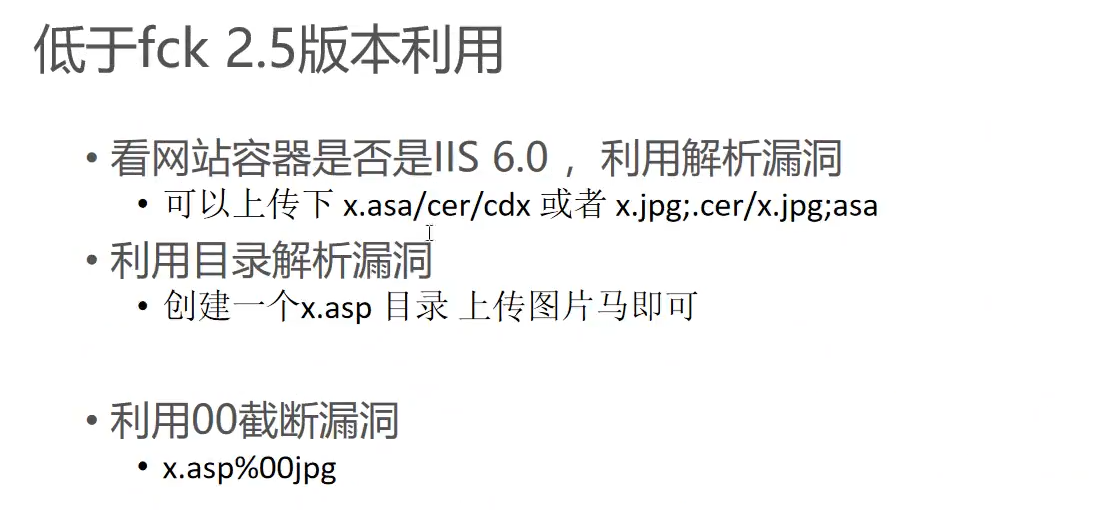 低于fck 2.5版本利用
• 看网站容器是否是IIS 6.0 ，利用解析漏洞
• 可以上传下 x.asa/cer/cdx 或者 x.jpg;.cer/x.jpg;asa
• 利用目录解析漏洞
• 创建一个x.asp 目录 上传图片马即可
• 利用00截断漏洞
• x.asp%00jpg